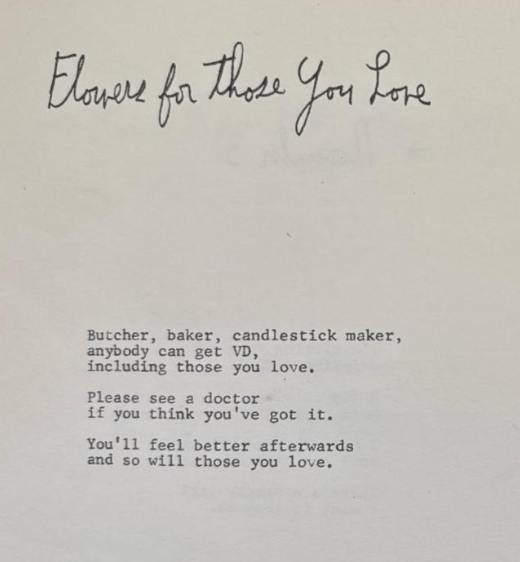 Flowers for Those You Love
Butcher, baker, candlestick maker,
anybody can get VD,
including those you love.
Please see a doctor
if you think you've got it.
You'll feel better afterwards
and so will those you love.